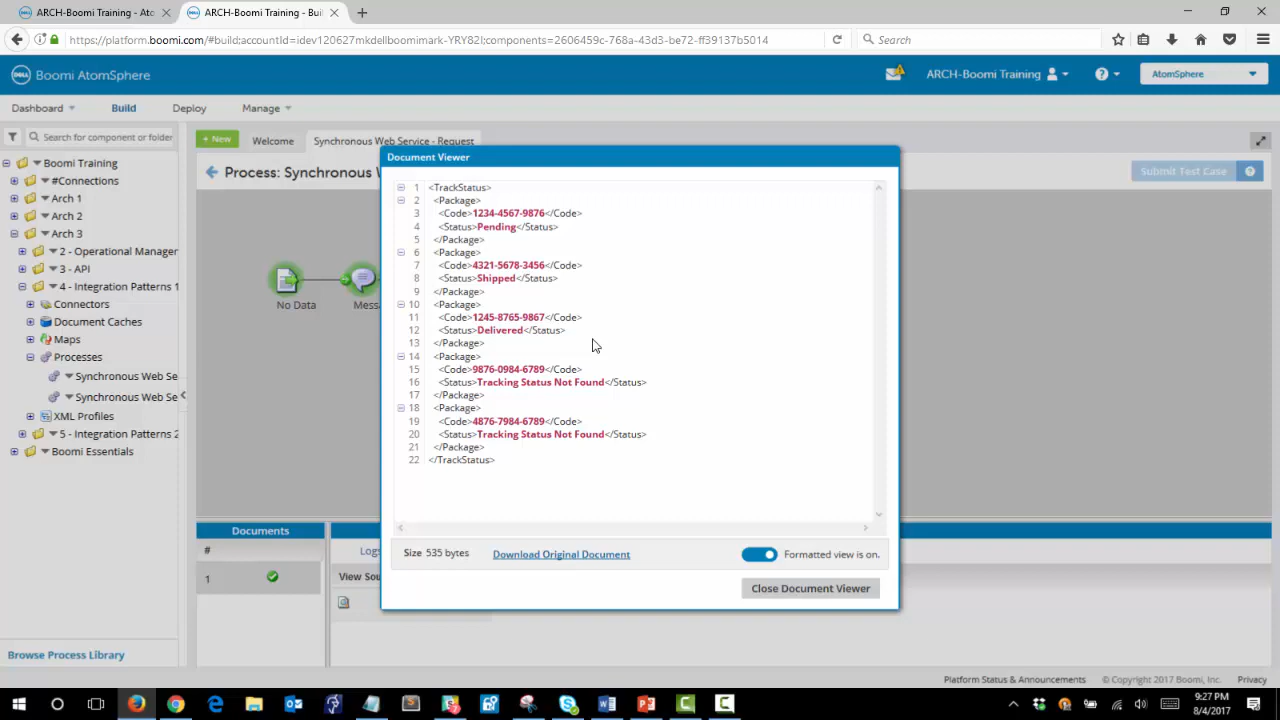 ARCH-Boomi Training - Ato
ARCH-Boomi Training - Bui
https://platform.boomi.com/#build;accountId=idev120627mkdellboomimark-YRY82I;components=2606459c-768a-43d3-be72-ff39137b5014
Search
DELL Boomi AtomSphere
ARCH-Boomi Training
AtomSphere
Dashboard
Build
Deploy
Manage
Search for component or folder
+ New
Welcome
Synchronous Web Service - Request
Process: Synchronous W
Submit Test Case
Boomi Training
#Connections
Arch 1
Arch 2
Arch 3
2 - Operational Manager
3 - API
4 - Integration Patterns 1
Connectors
Document Caches
Maps
Processes
Synchronous Web Se
Synchronous Web Se
XML Profiles
5 - Integration Patterns 2
Boomi Essentials
Browse Process Library
No Data
Mess
Document Viewer
1 <TrackStatus>
2 <Package>
3 <Code>1234-4567-9876</Code>
4 <Status>Pending</Status>
5 </Package>
6 <Package>
7 <Code>4321-5678-3456</Code>
8 <Status>Shipped</Status>
9 </Package>
10 <Package>
11 <Code>1245-8765-9867</Code>
12 <Status>Delivered</Status>
13 </Package>
14 <Package>
15 <Code>9876-0984-6789</Code>
16 <Status>Tracking Status Not Found</Status>
17 </Package>
18 <Package>
19 <Code>4876-7984-6789</Code>
20 <Status>Tracking Status Not Found</Status>
21 </Package>
22 </TrackStatus>
Size 535 bytes
Download Original Document
Formatted view is on.
Close Document Viewer
Documents
#
1
Logs
View Sou
Platform Status & Announcements
© Copyright 2017 Boomi, Inc.
Privacy
9:27 PM
8/4/2017